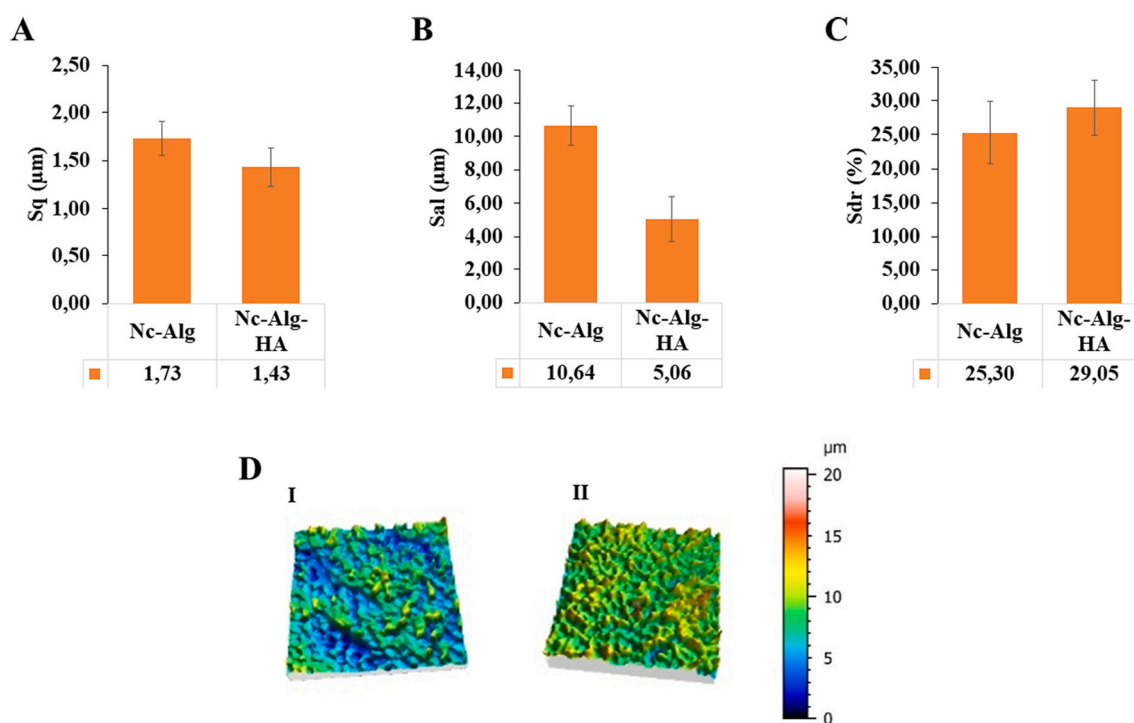 A
Sq (µm)
2,50
2,00
1,50
1,00
0,50
0,00
Nc-Alg
Nc-Alg-
HA
1,73
1,43
B
Sal (µm)
14,00
12,00
10,00
8,00
6,00
4,00
2,00
0,00
Nc-Alg
Nc-Alg-
HA
10,64
5,06
C
Sdr (%)
35,00
30,00
25,00
20,00
15,00
10,00
5,00
0,00
Nc-Alg
Nc-Alg-
HA
25,30
29,05
D
I
II
µm
20
15
10
5
0